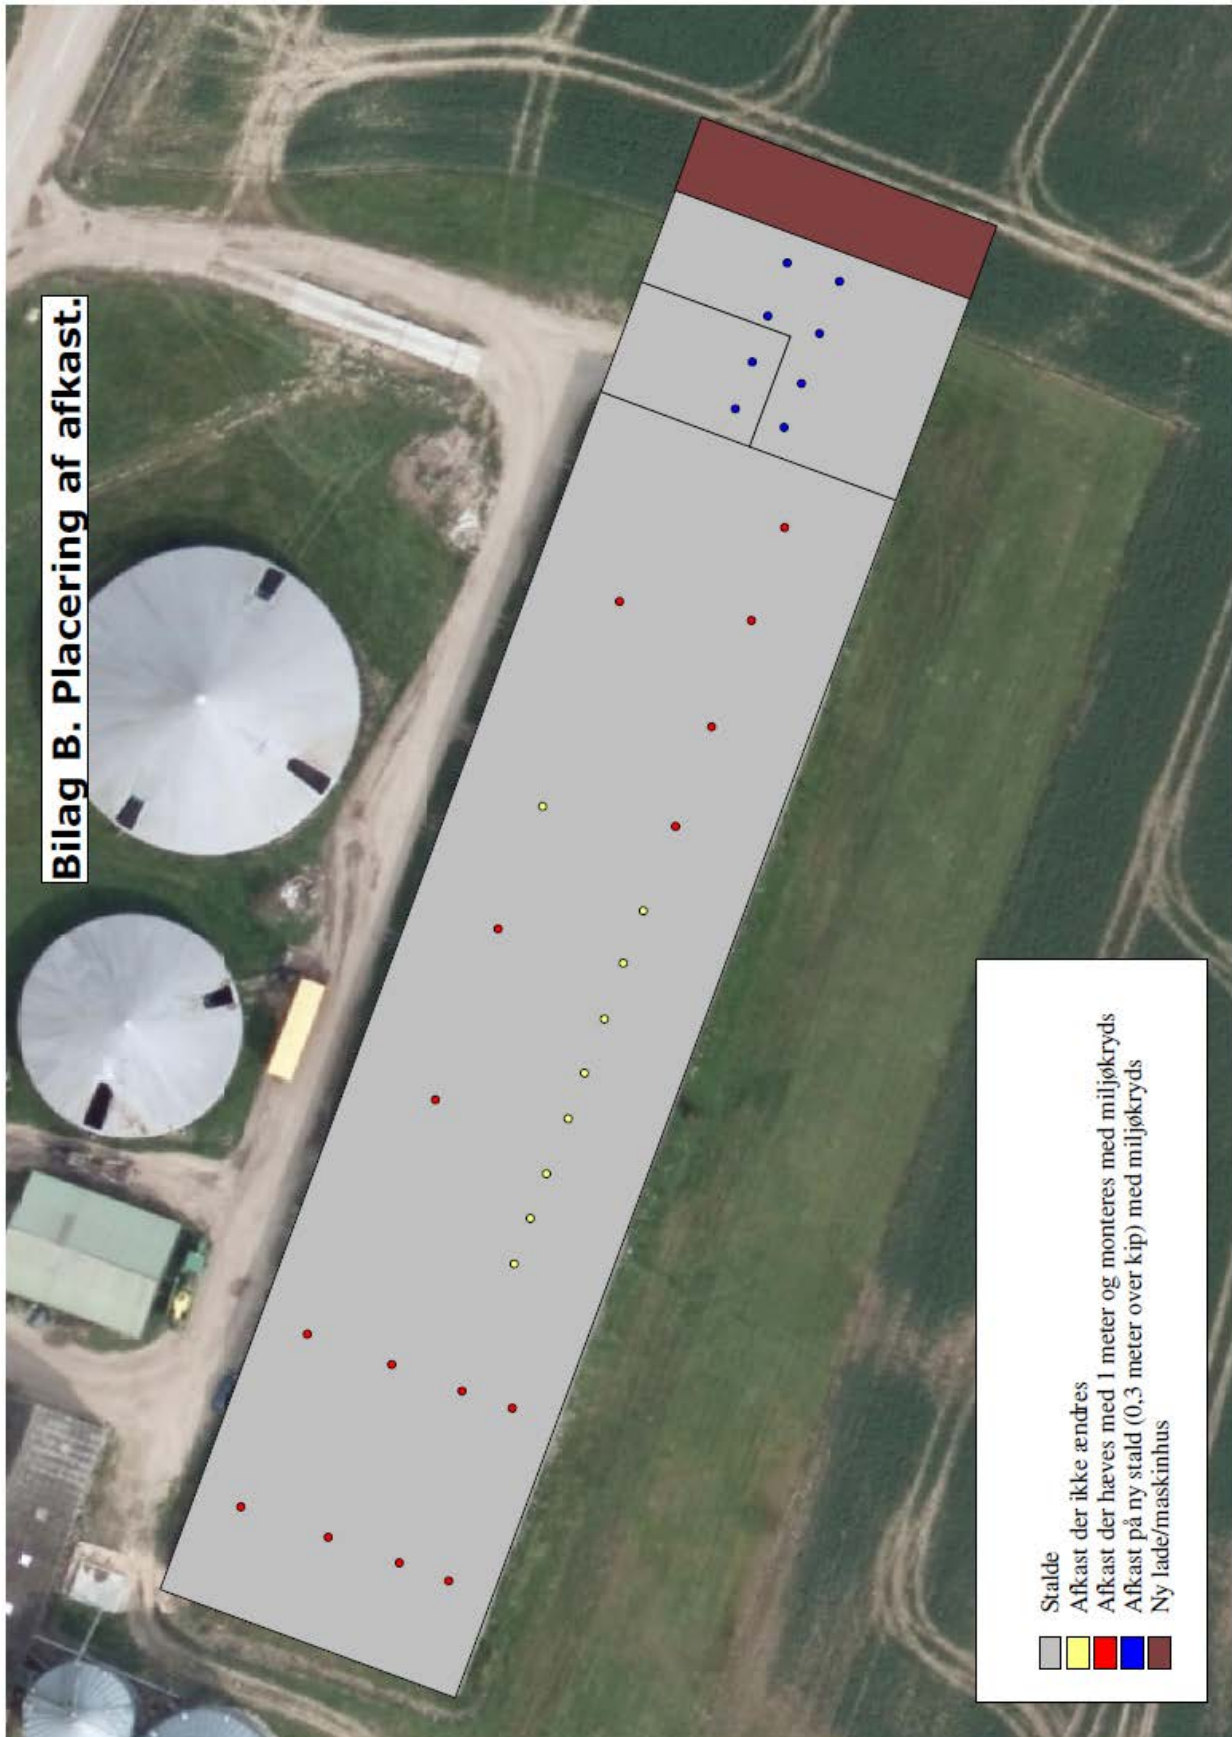 Bilag B. Placering af afkast.
Stalde
Afkast der ikke ændres
Afkast der hæves med 1 meter og monteres med miljøkryds
Afkast på ny stald (0,3 meter over kip) med miljøkryds
Ny lade/maskinhus